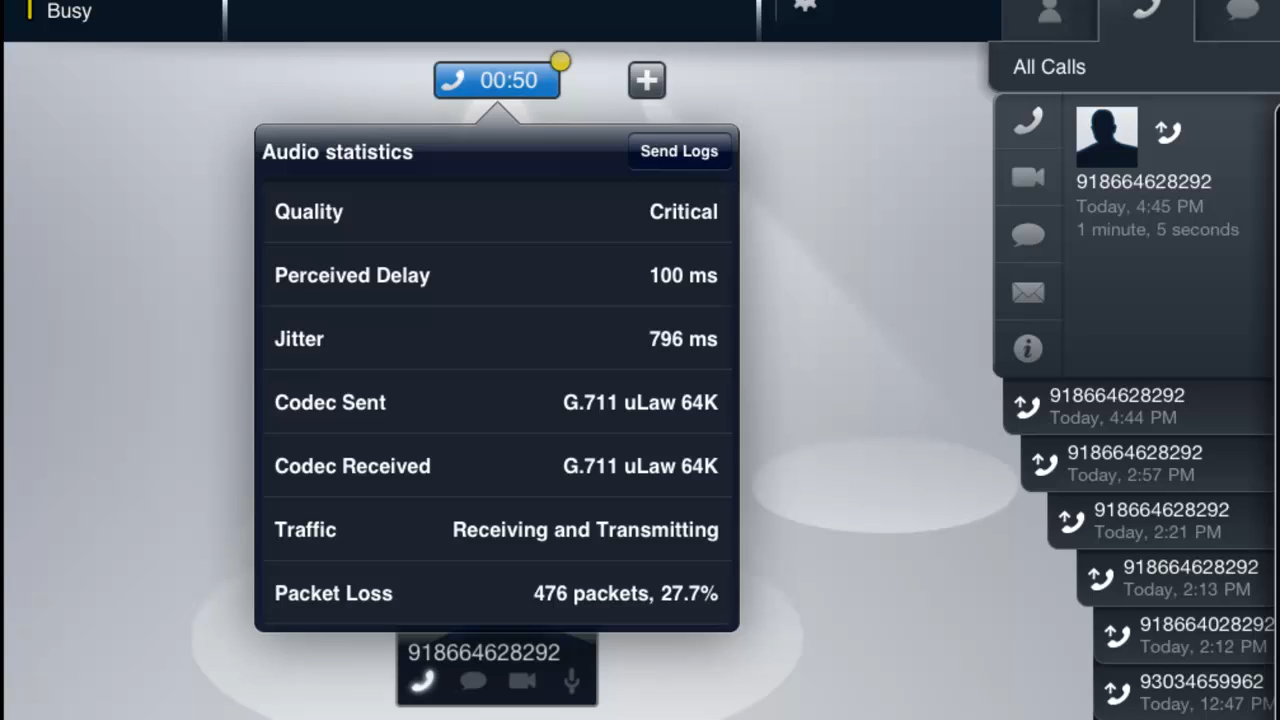 Busy
00:50
Audio statistics
Send Logs
Quality Critical
Perceived Delay 100 ms
Jitter 796 ms
Codec Sent G.711 uLaw 64K
Codec Received G.711 uLaw 64K
Traffic Receiving and Transmitting
Packet Loss 476 packets, 27.7%
918664628292
All Calls
918664628292
Today, 4:45 PM
1 minute, 5 seconds
918664628292
Today, 4:44 PM
918664628292
Today, 2:57 PM
918664628292
Today, 2:21 PM
918664628292
Today, 2:13 PM
918664028292
Today, 2:12 PM
93034659962
Today, 12:47 PM